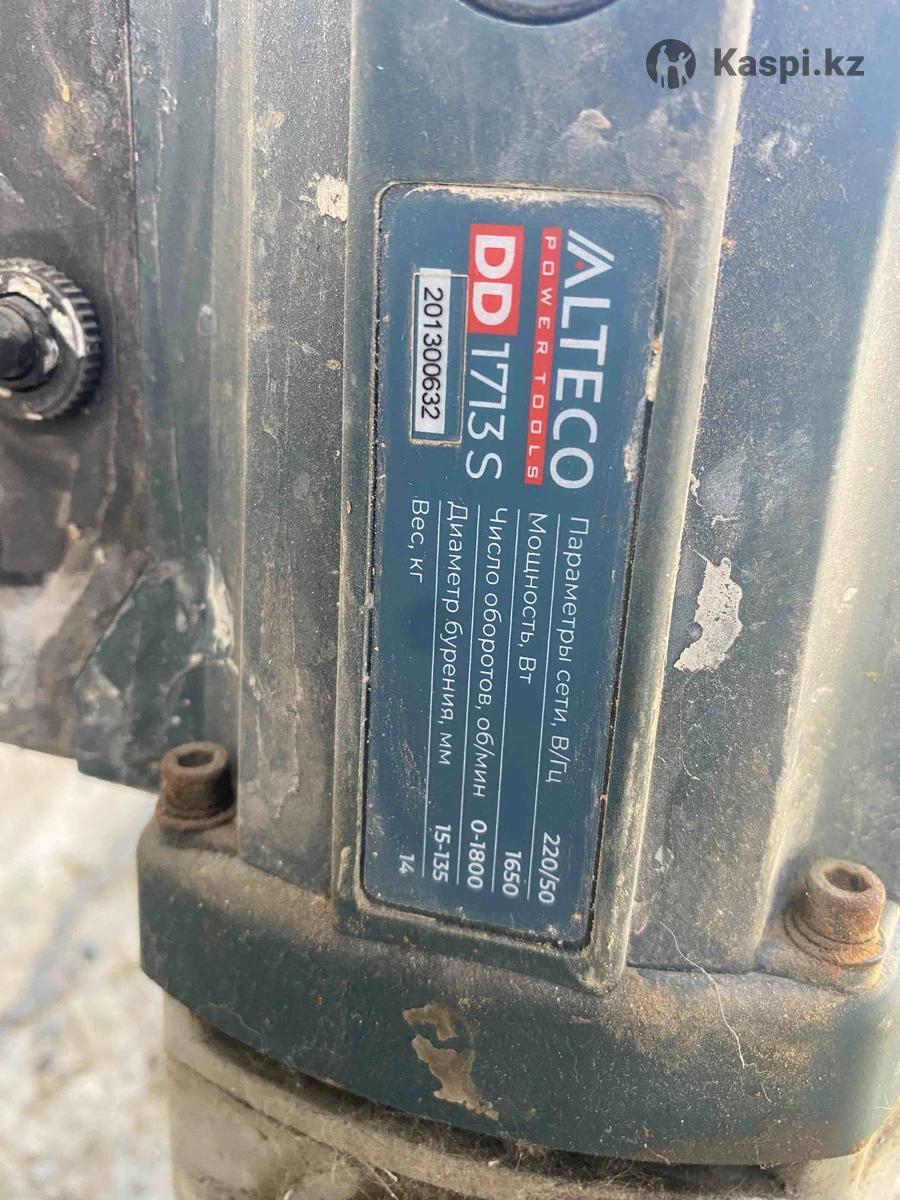 Kaspi.kz
ALTECO
POWER TOOLS
DD 1713 S
201300632
Параметры сети, В/Гц 220/50
Мощность, Вт 1650
Число оборотов, об/мин 0-1800
Диаметр бурения, мм 15-135
Вес, кг 14